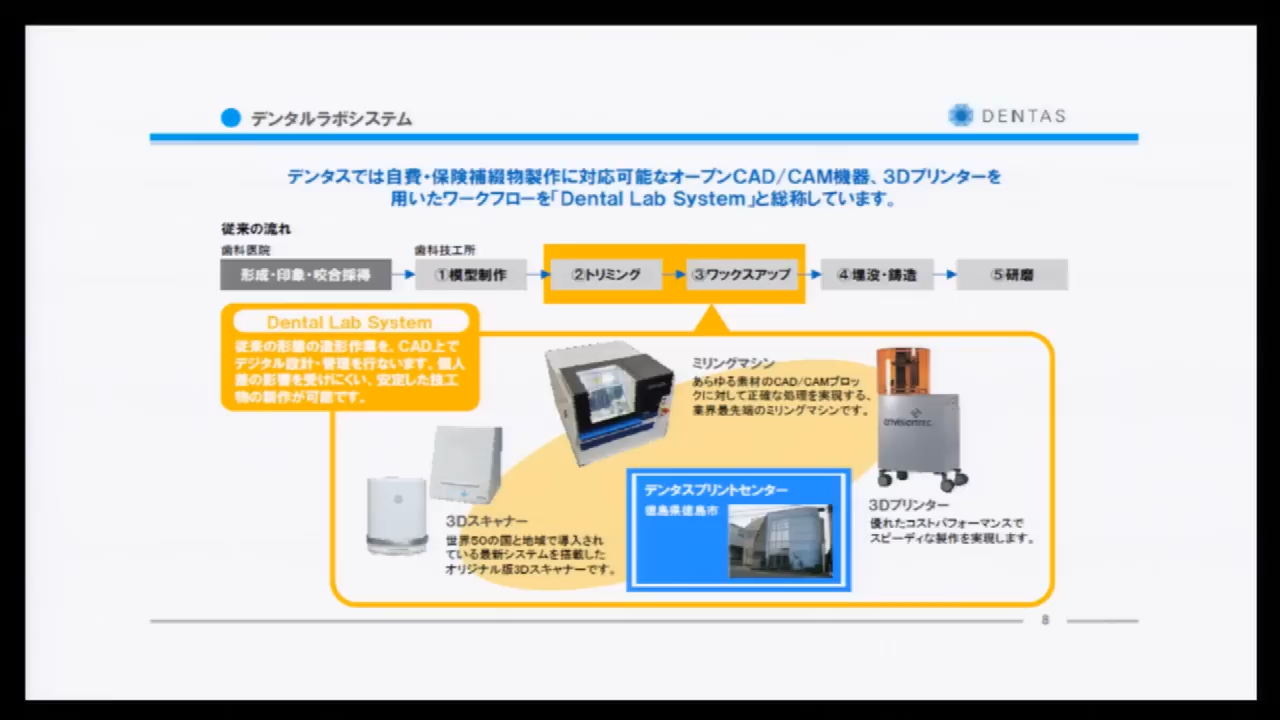 デンタルラボシステム
DENTAS
デンタスでは自費・保険補綴物製作に対応可能なオープンCAD/CAM機器、3Dプリンターを
用いたワークフローを「Dental Lab System」と総称しています。
従来の流れ
歯科医院
歯科技工所
形成・印象・咬合採得
①模型制作
②トリミング
③ワックスアップ
④埋没・鋳造
⑤研磨
Dental Lab System
従来の形態の造形作業を、CAD上で
デジタル設計・管理を行ないます。個人
差の影響を受けにくい、安定した技工
物の制作が可能です。
ミリングマシン
あらゆる素材のCAD/CAMブロッ
クに対して正確な処理を実現する、
業界最先端のミリングマシンです。
envisiontec
3Dプリンター
優れたコストパフォーマンスで
スピーディな製作を実現します。
デンタスプリントセンター
徳島県徳島市
3Dスキャナー
世界50の国と地域で導入され
ている最新システムを搭載した
オリジナル版3Dスキャナーです。
8